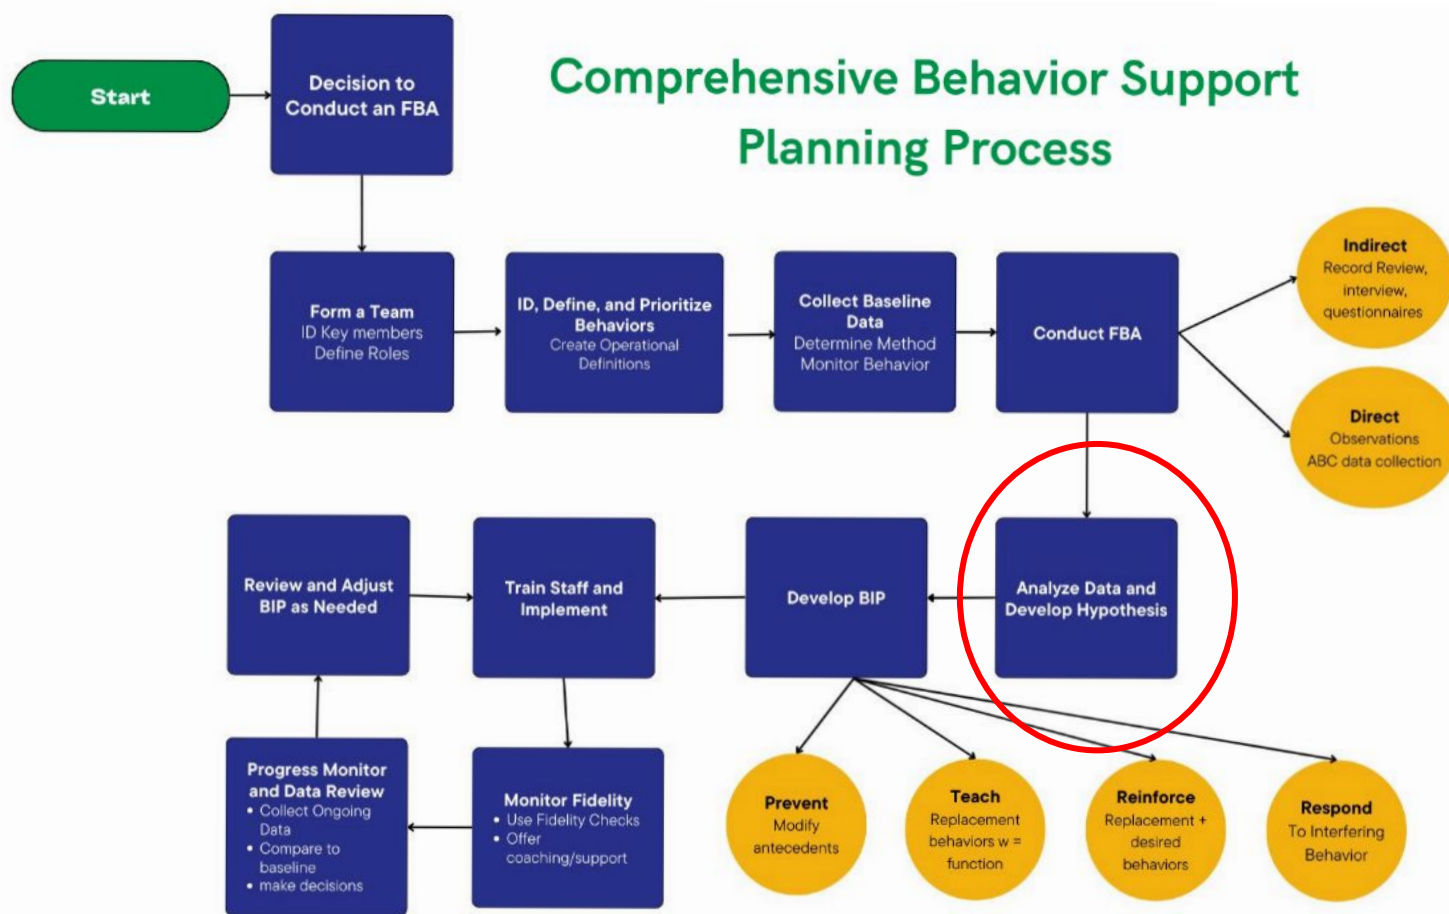 Start
Decision to
Conduct an FBA
Comprehensive Behavior Support
Planning Process
Form a Team
ID Key members
Define Roles
ID, Define, and Prioritize
Behaviors
Create Operational
Definitions
Collect Baseline
Data
Determine Method
Monitor Behavior
Conduct FBA
Indirect
Record Review,
interview,
questionnaires
Direct
Observations
ABC data collection
Review and Adjust
BIP as Needed
Train Staff and
Implement
Develop BIP
Analyze Data and
Develop Hypothesis
Progress Monitor
and Data Review
• Collect Ongoing
Data
• Compare to
baseline
• make decisions
Monitor Fidelity
• Use Fidelity Checks
• Offer
coaching/support
Prevent
Modify
antecedents
Teach
Replacement
behaviors w =
function
Reinforce
Replacement +
desired
behaviors
Respond
To Interfering
Behavior